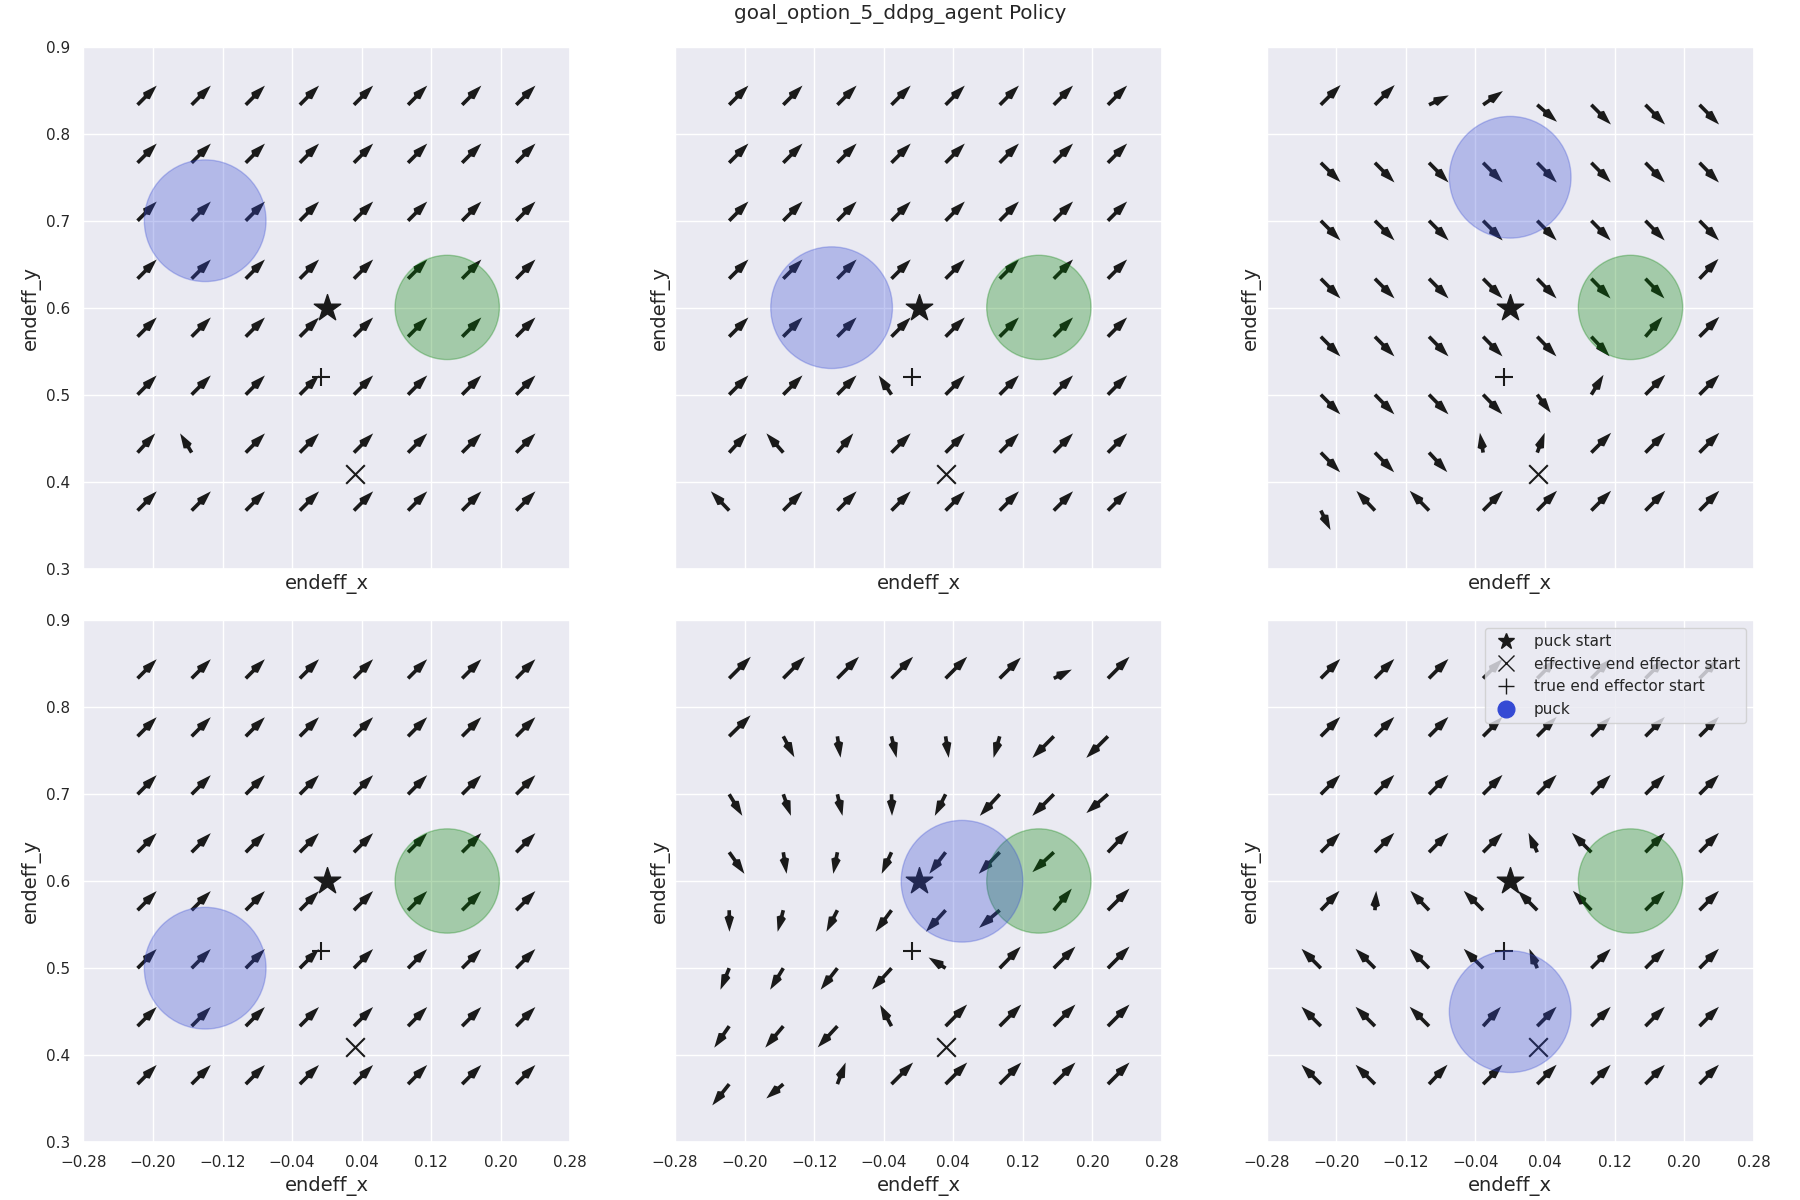 goal_option_5_ddpg_agent Policy
0.9
0.8
0.7
0.6
0.5
0.4
0.3
endeff_y
endeff_x
endeff_y
endeff_x
endeff_y
endeff_x
0.9
0.8
0.7
0.6
0.5
0.4
0.3
endeff_y
−0.28 −0.20 −0.12 −0.04 0.04 0.12 0.20 0.28
endeff_x
endeff_y
−0.28 −0.20 −0.12 −0.04 0.04 0.12 0.20 0.28
endeff_x
puck start
effective end effector start
true end effector start
puck
endeff_y
−0.28 −0.20 −0.12 −0.04 0.04 0.12 0.20 0.28
endeff_x